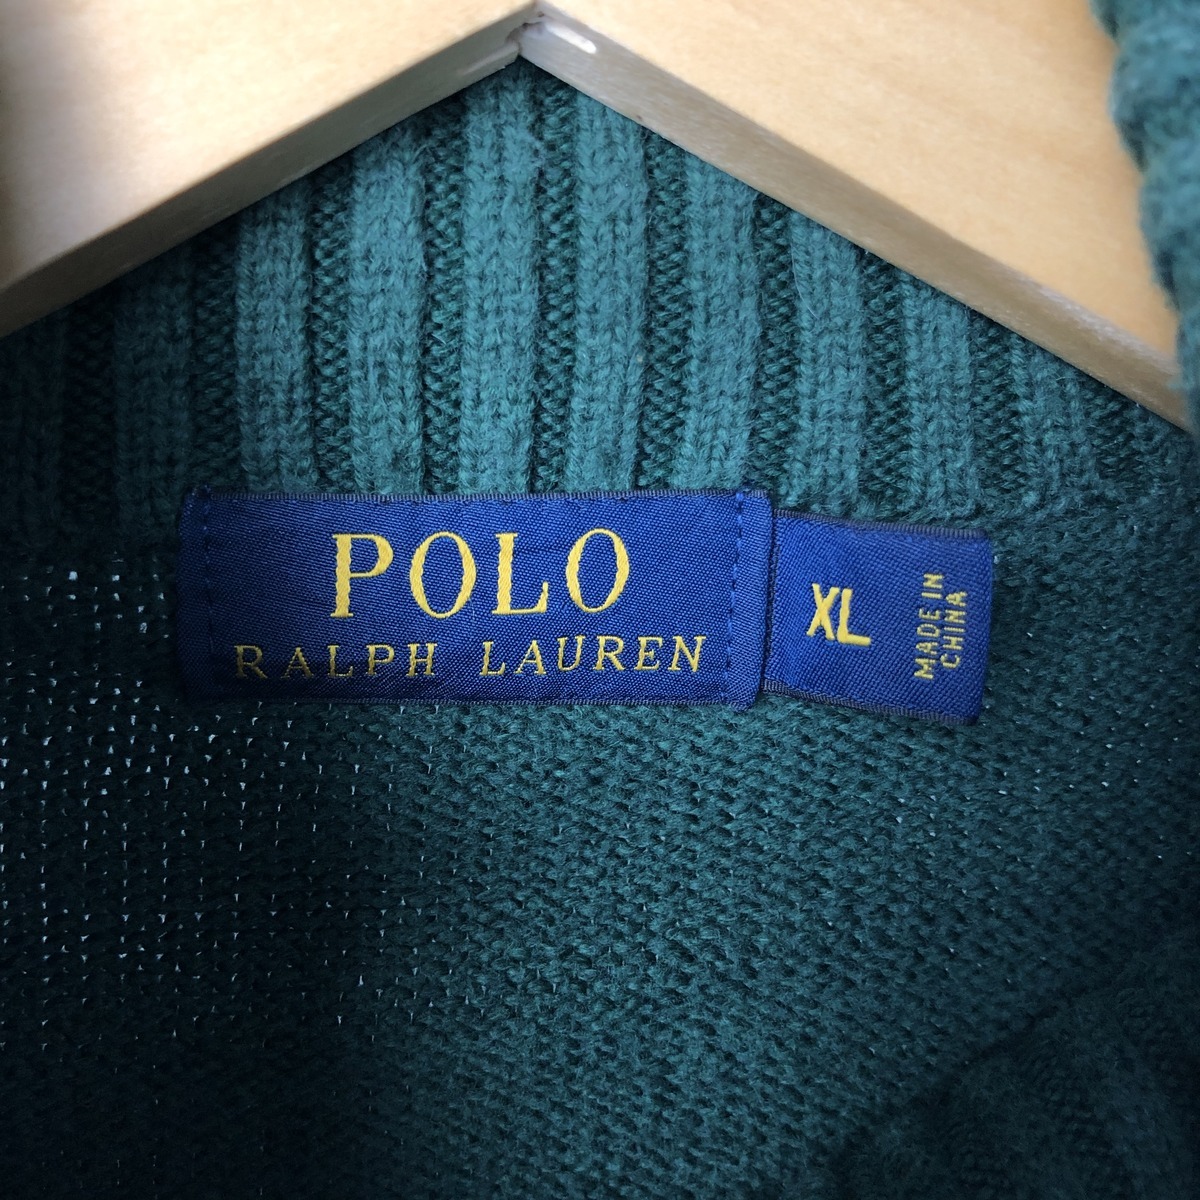 POLO
RALPH LAUREN
XL
MADE IN
CHINA